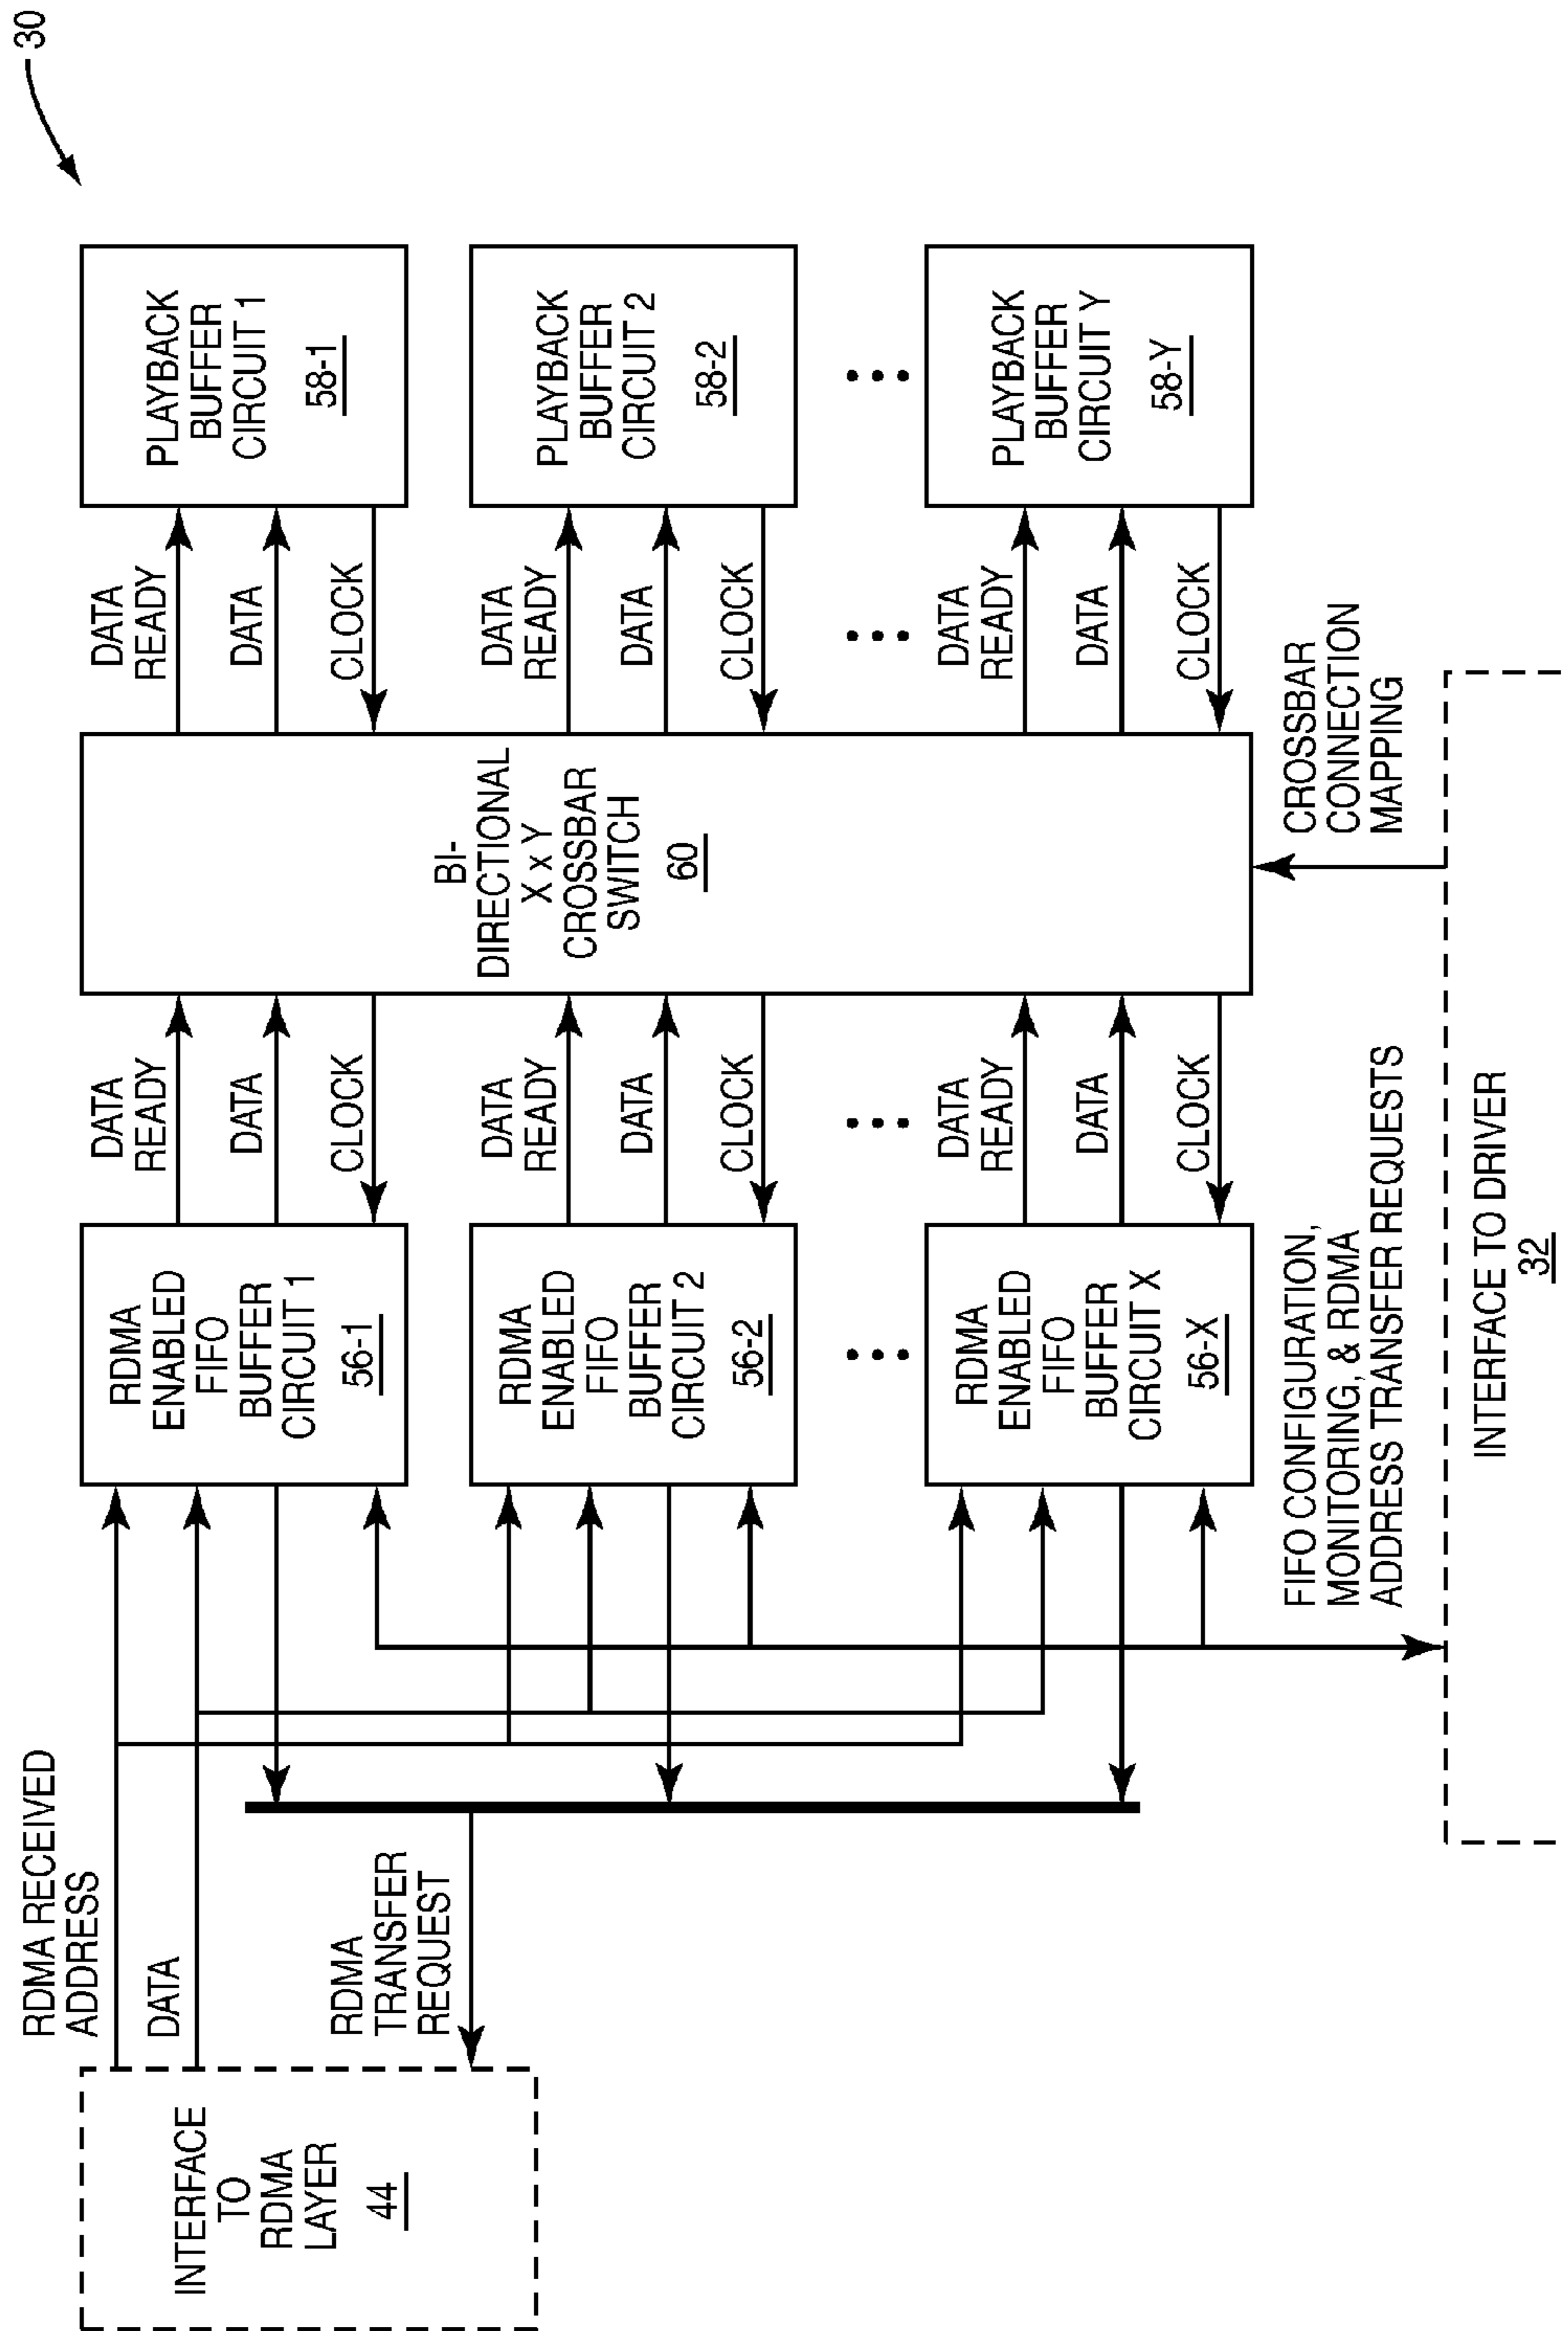 30
RDMA RECEIVED
ADDRESS
DATA
RDMA
TRANSFER
REQUEST
INTERFACE
TO
RDMA
LAYER
44
RDMA
ENABLED
FIFO
BUFFER
CIRCUIT 1
56-1
DATA
READY
DATA
CLOCK
BI-
DIRECTIONAL
X x Y
CROSSBAR
SWITCH
60
DATA
READY
DATA
CLOCK
PLAYBACK
BUFFER
CIRCUIT 1
58-1
RDMA
ENABLED
FIFO
BUFFER
CIRCUIT 2
56-2
DATA
READY
DATA
CLOCK
DATA
READY
DATA
CLOCK
PLAYBACK
BUFFER
CIRCUIT 2
58-2
RDMA
ENABLED
FIFO
BUFFER
CIRCUIT X
56-X
DATA
READY
DATA
CLOCK
DATA
READY
DATA
CLOCK
PLAYBACK
BUFFER
CIRCUIT Y
58-Y
FIFO CONFIGURATION,
MONITORING, & RDMA
ADDRESS TRANSFER REQUESTS
CROSSBAR
CONNECTION
MAPPING
INTERFACE TO DRIVER
32